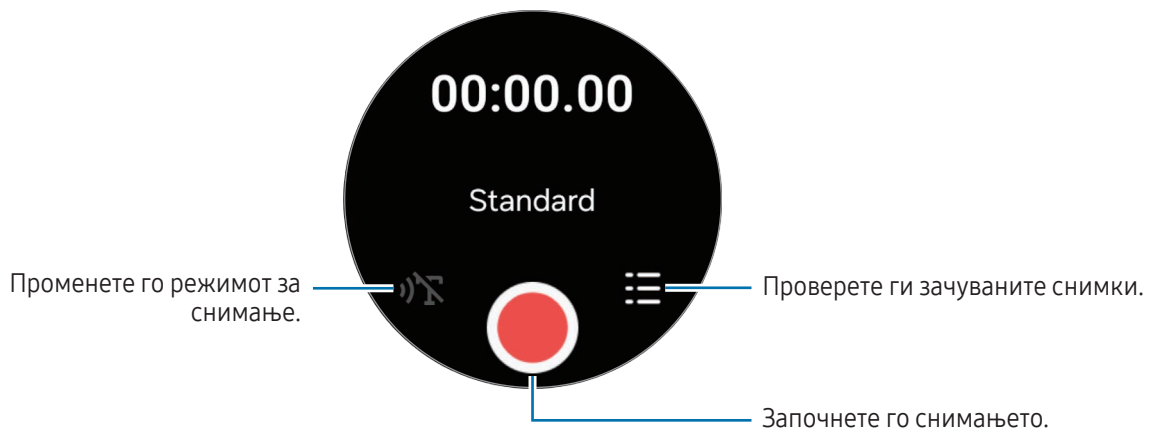 00:00.00
Standard
Променете го режимот за
снимање.
Проверете ги зачуваните снимки.
Започнете го снимањето.